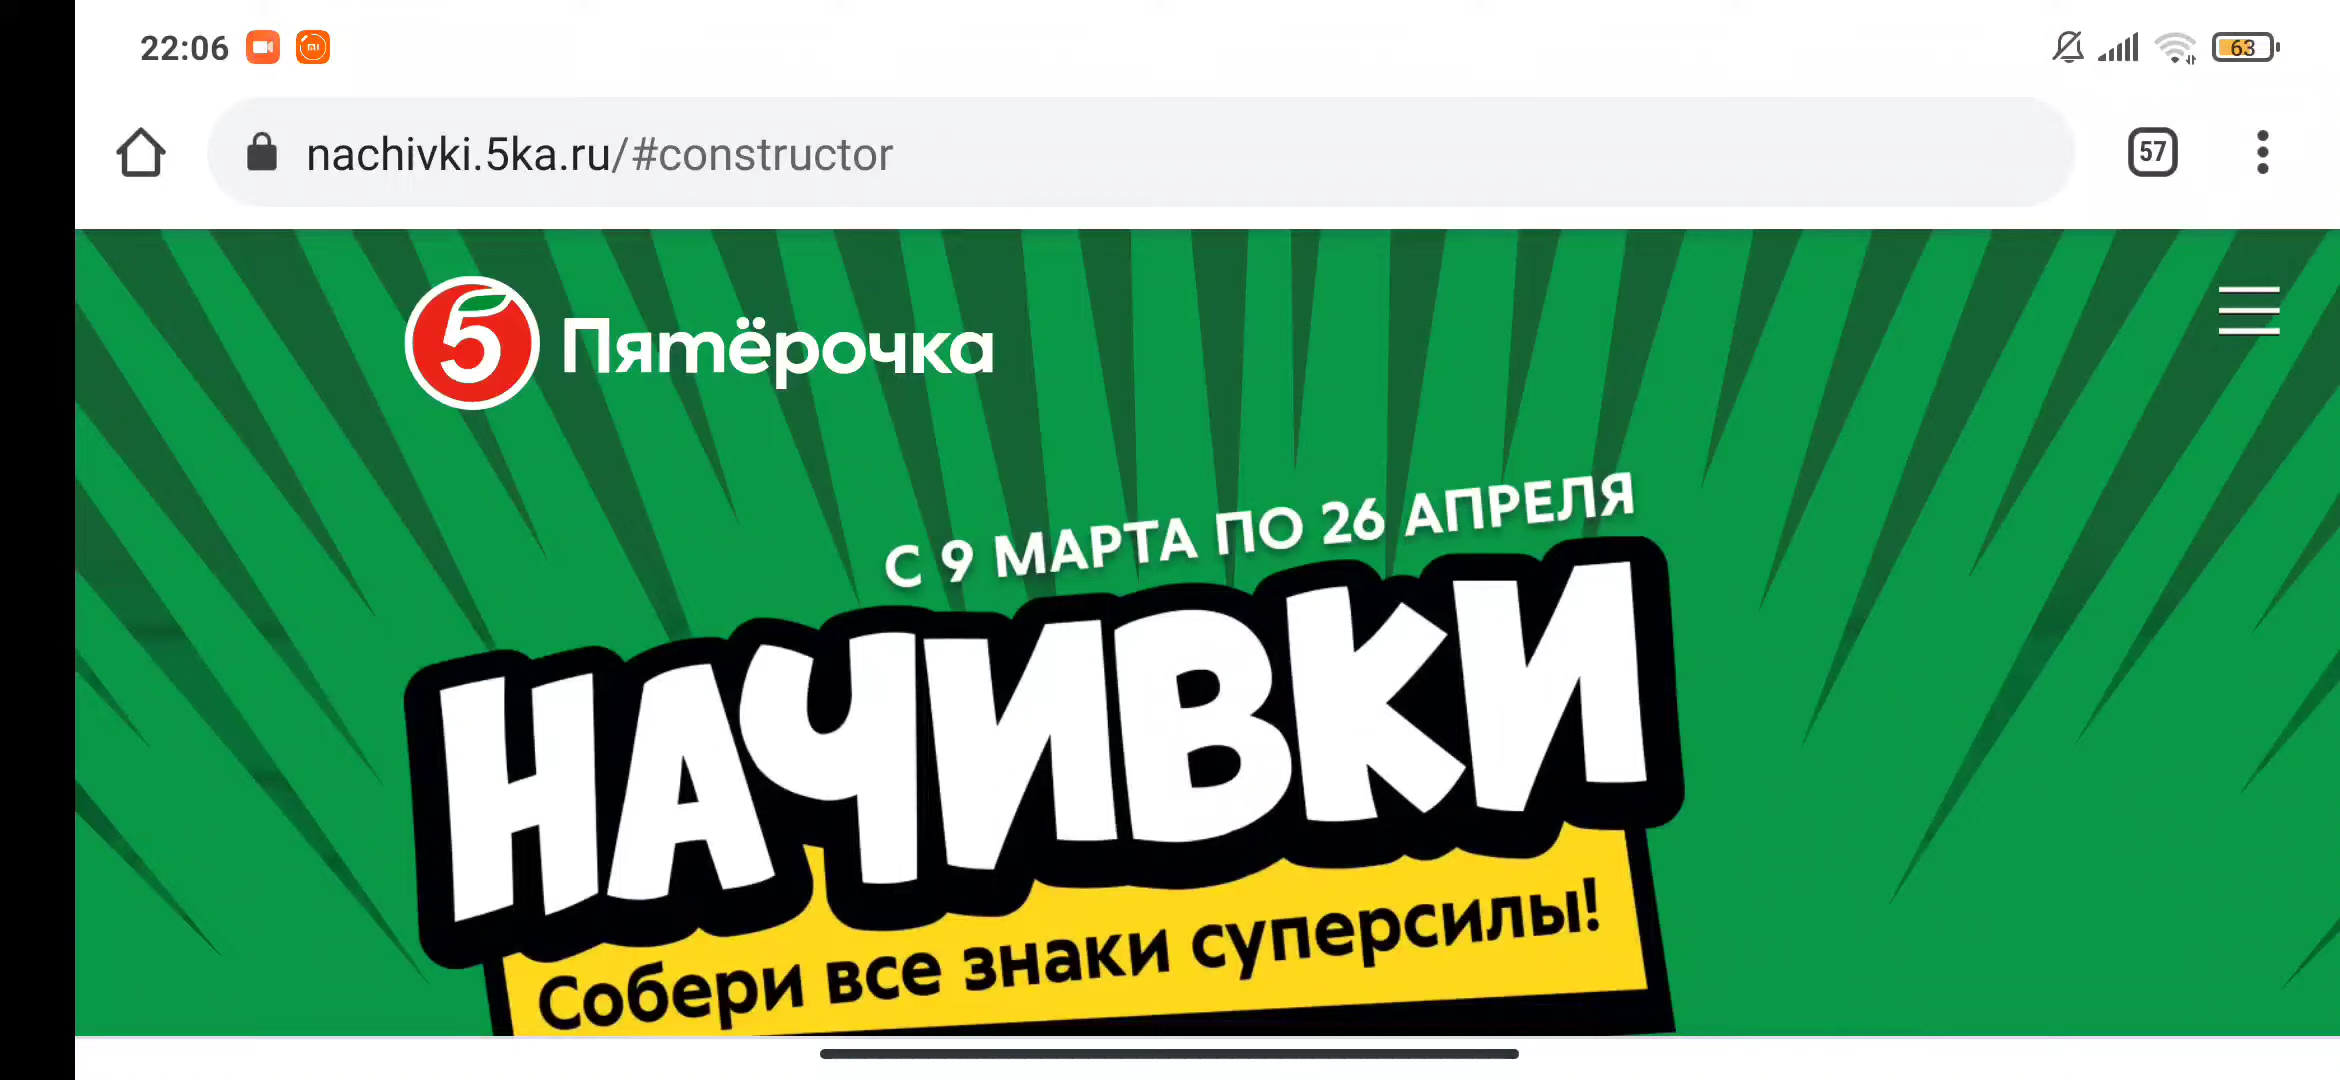 22:06
63
nachivki.5ka.ru/#constructor
57
5 Пятёрочка
С 9 МАРТА ПО 26 АПРЕЛЯ
НАЧИВКИ
Собери все знаки суперсилы!